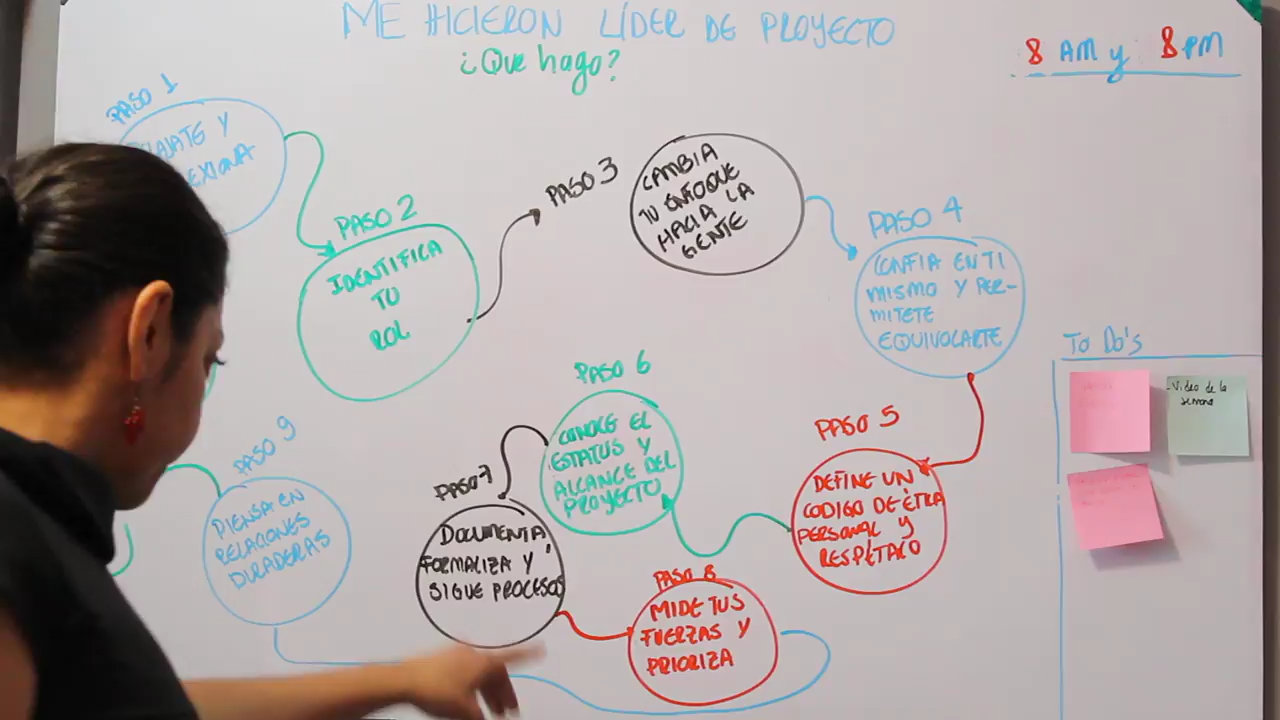 ME HICIERON LÍDER DE PROYECTO
¿Que hago?
8 AM y 8 PM
PASO 1
Y
PASO 2
IDENTIFICA
TU
ROL
PASO 3
CAMBIA
TU ENFOQUE
HACIA LA
GENTE
PASO 4
CONFIA EN TI
MISMO Y PER-
MITETE
EQUIVOCARTE
PASO 5
DEFINE UN
CODIGO DE ÉTICA
PERSONAL Y
RESPÉTALO
PASO 6
CONOCE EL
ESTATUS Y
ALCANCE DEL
PROYECTO
PASO 7
DOCUMENTA,
FORMALIZA Y
SIGUE PROCESOS
PASO 8
MIDE TUS
FUERZAS Y
PRIORIZA
PASO 9
PIENSA EN
RELACIONES
DURADERAS
To Do's
-Video de la
semana